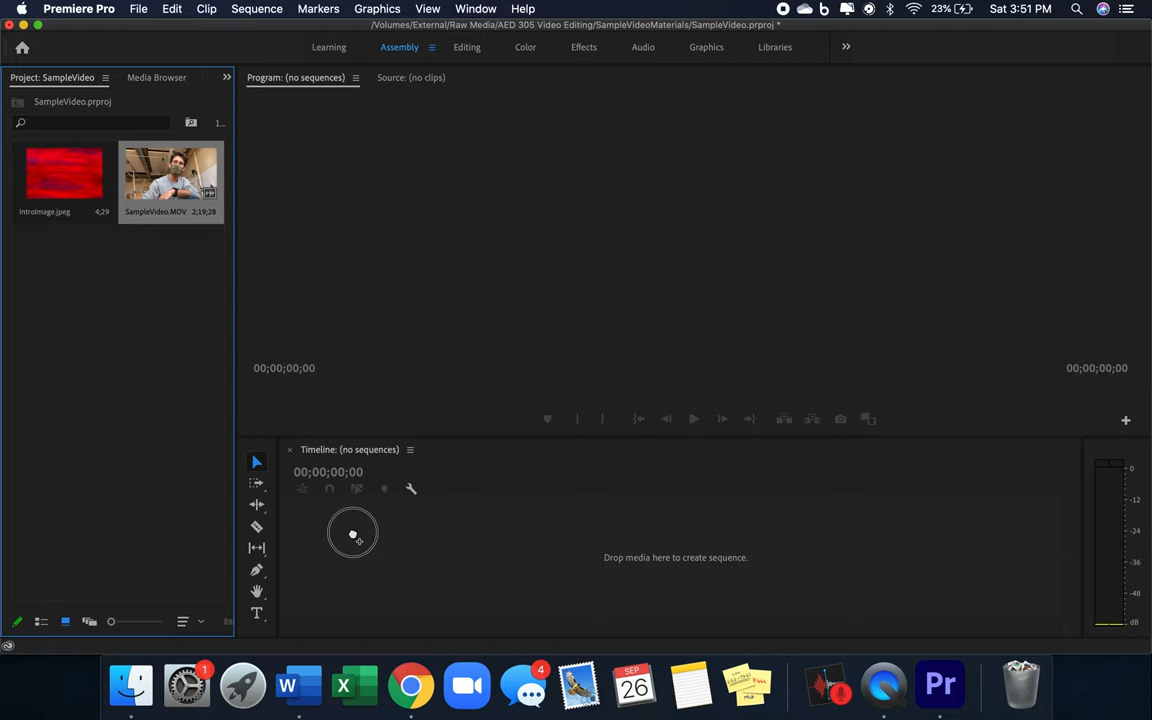 Premiere Pro File Edit Clip Sequence Markers Graphics View Window Help 23% Sat 3:51 PM
/Volumes/External/Raw Media/AED 305 Video Editing/SampleVideoMaterials/SampleVideo.prproj *
Learning Assembly Editing Color Effects Audio Graphics Libraries
Project: SampleVideo Media Browser Program: (no sequences) Source: (no clips)
SampleVideo.prproj
1...
IntroImage.jpeg 4;29 SampleVideo.MOV 2;19;28
00;00;00;00 00;00;00;00
Timeline: (no sequences)
00;00;00;00
Drop media here to create sequence.
0
-12
-24
-36
-48
dB
1 W X 4 SEP 26 Pr